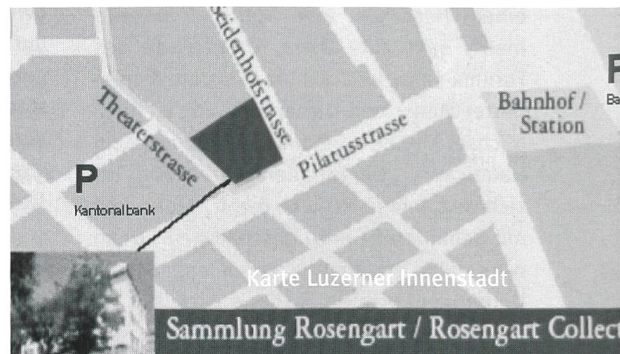 Seidenhofstrasse
Theaterstrasse
Pilatusstrasse
Bahnhof /
Station
P
P
Kantonalbank
Karte Luzerner Innenstadt
Sammlung Rosengart / Rosengart Collect